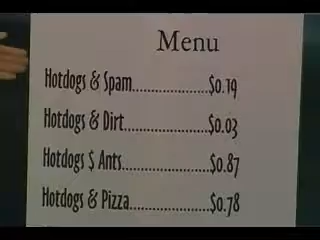 Menu
Hotdogs & Spam..................$0.19
Hotdogs & Dirt....................$0.03
Hotdogs $ Ants....................$0.87
Hotdogs & Pizza...................$0.78